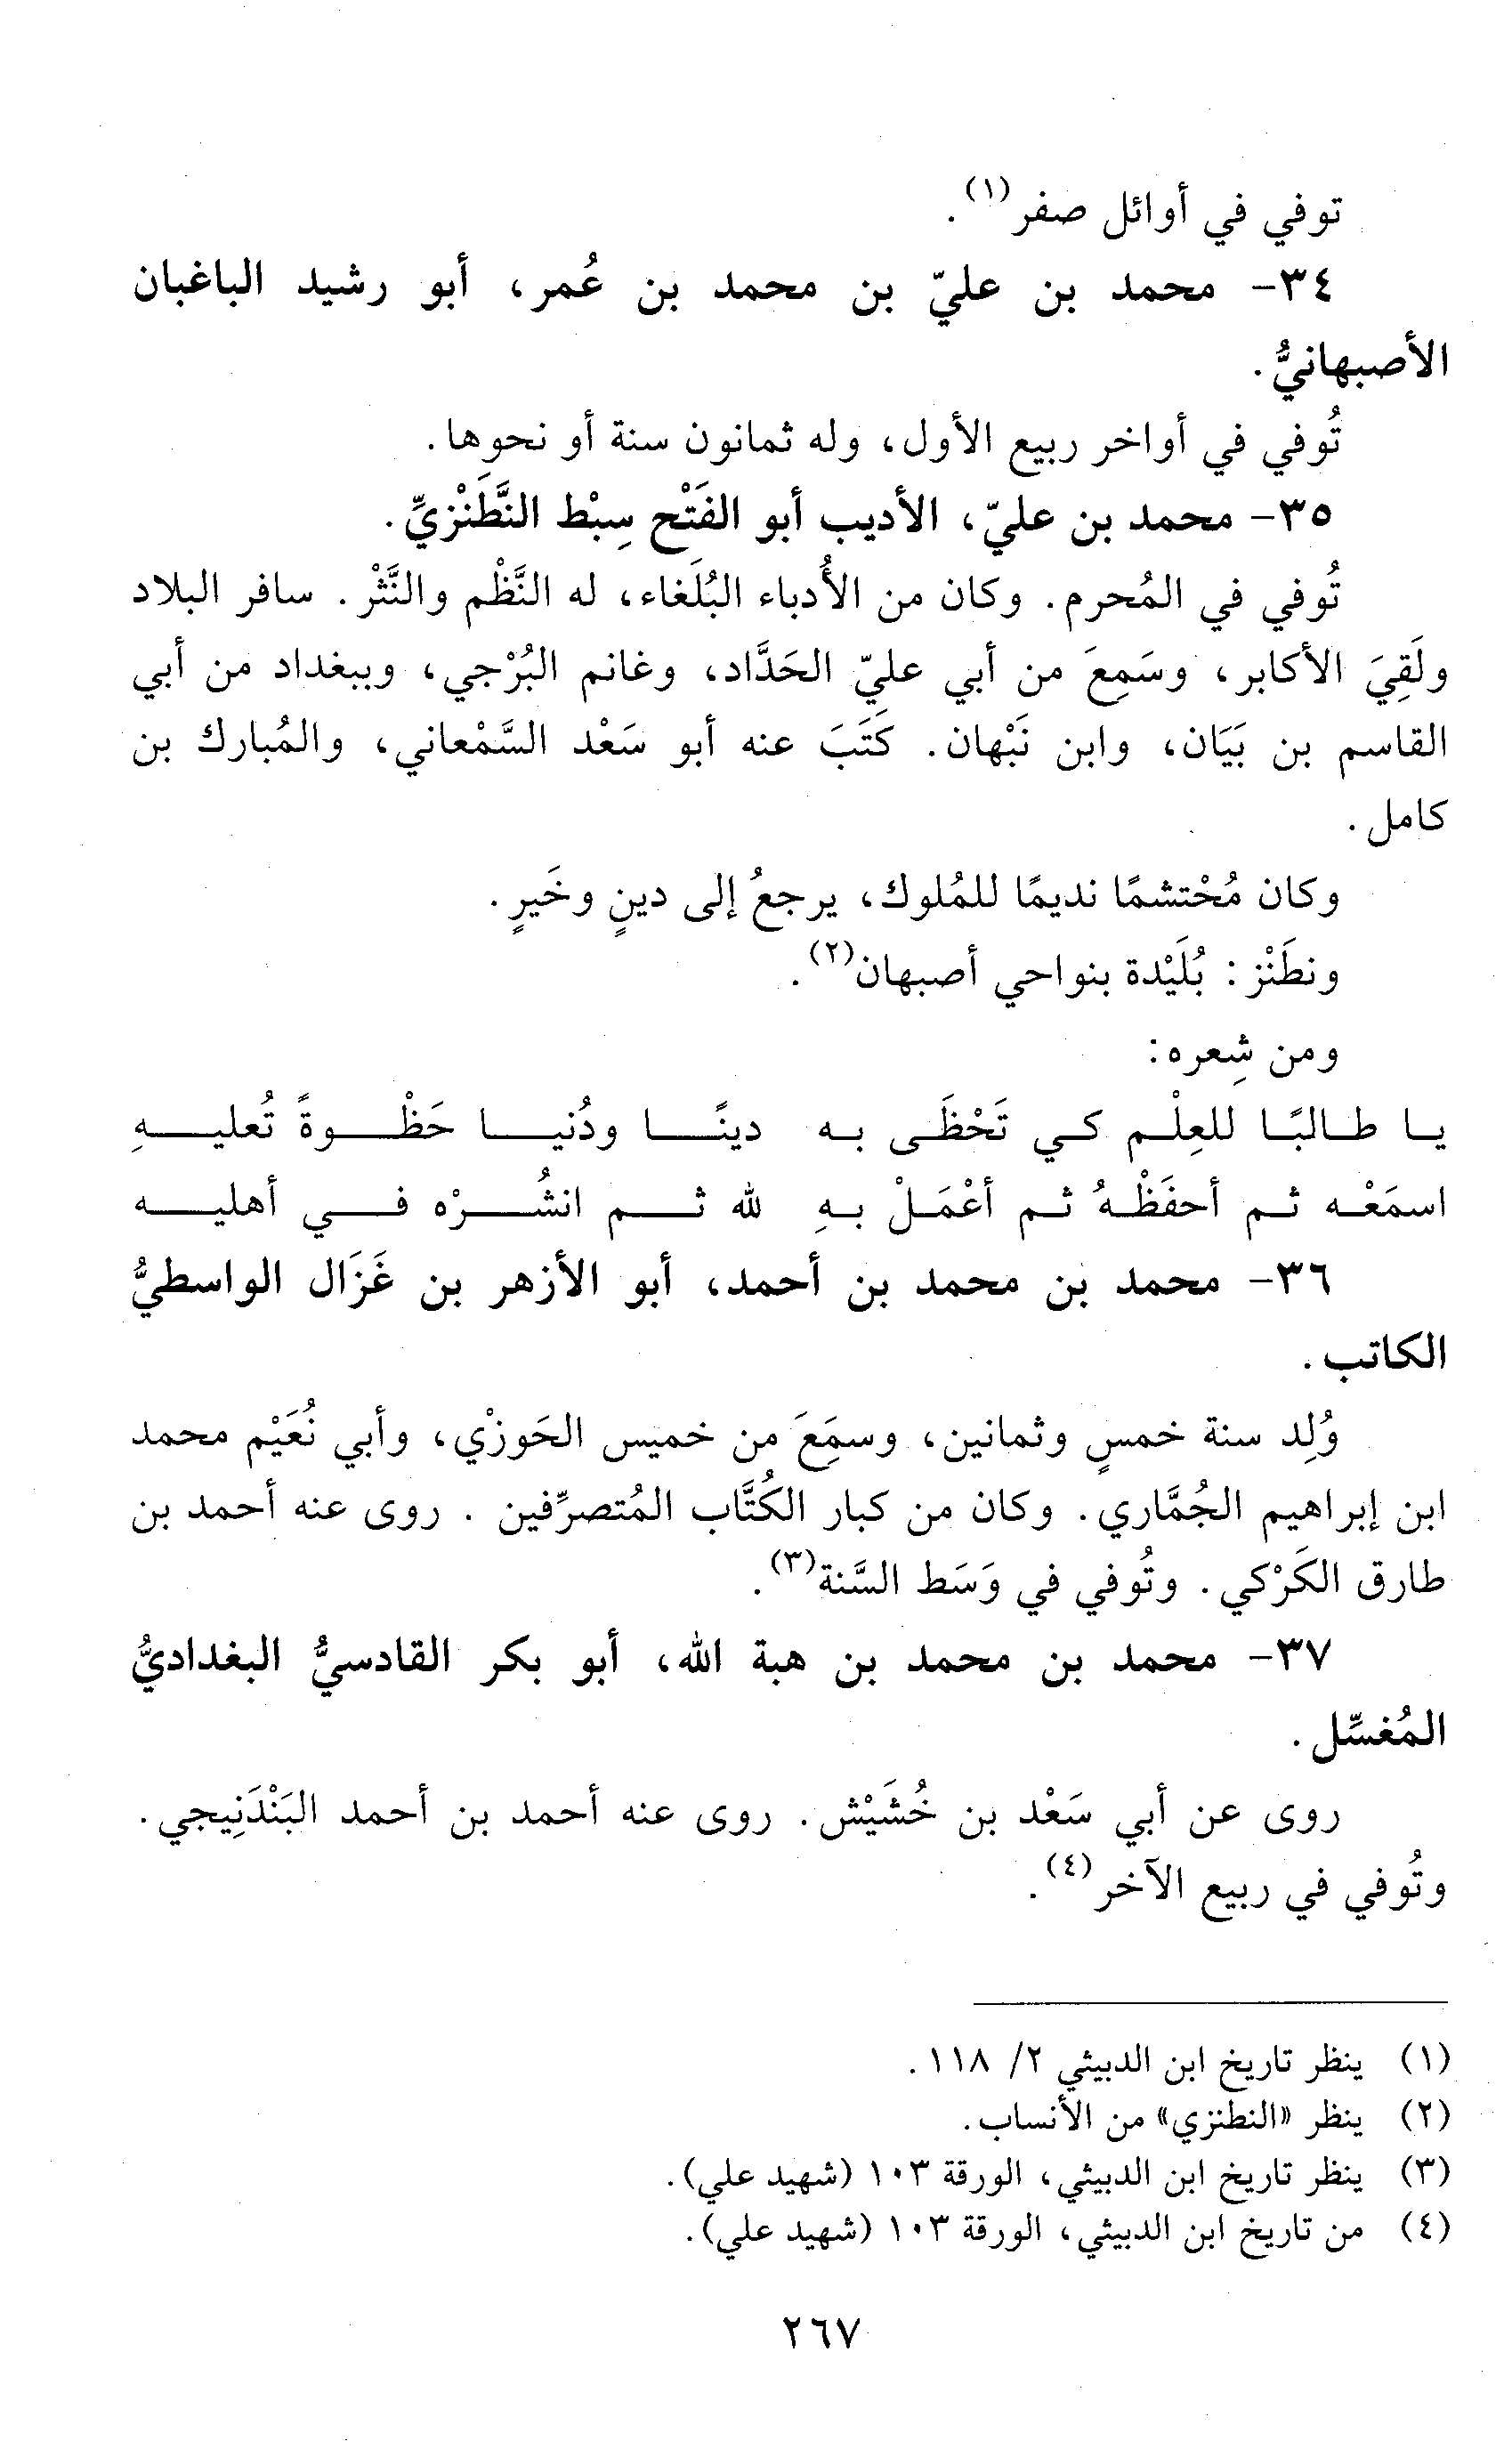 توفي في أوائل صفر(١).
٣٤- محمد بن عليّ بن محمد بن عُمر، أبو رشيد الباغبان
الأصبهانيُّ.
تُوفي في أواخر ربيع الأول، وله ثمانون سنة أو نحوها.
٣٥- محمد بن عليّ، الأديب أبو الفَتْح سِبْط النَّطَنْزيِّ.
تُوفي في المُحرم. وكان من الأُدباء البُلَغاء، له النَّظْم والنَّثْر. سافر البلاد
ولَقِيَ الأكابر، وسَمِعَ من أبي عليّ الحَدَّاد، وغانم البُرْجي، وببغداد من أبي
القاسم بن بَيَان، وابن نَبْهان. كَتَبَ عنه أبو سَعْد السَّمْعاني، والمُبارك بن
كامل.
وكان مُحْتشمًا نديمًا للمُلوك، يرجعُ إلى دينٍ وخَيرٍ.
ونطَنْز: بُلَيْدة بنواحي أصبهان(٢).
ومن شِعره:
يا طالبًا للعِلْم كي تَحْظَى به دينًا ودُنيا حَظْوةً تُعليهِ
اسمَعْه ثم أحفَظْهُ ثم أعْمَلْ بهِ لله ثم انشُرْه في أهليه
٣٦- محمد بن محمد بن أحمد، أبو الأزهر بن غَزَال الواسطيُّ
الكاتب.
وُلِد سنة خمسٍ وثمانين، وسمَِعَ من خميس الحَوزْي، وأبي نُعَيْم محمد
ابن إبراهيم الجُمَّاري. وكان من كبار الكُتَّاب المُتصرِّفين . روى عنه أحمد بن
طارق الكَرْكي. وتُوفي في وَسَط السَّنة(٣).
٣٧- محمد بن محمد بن هبة الله، أبو بكر القادسيُّ البغداديُّ
المُغسِّل.
روى عن أبي سَعْد بن خُشَيْش. روى عنه أحمد بن أحمد البَنْدَنِيجي.
وتُوفي في ربيع الآخر(٤).
(١) ينظر تاريخ ابن الدبيثي ٢/ ١١٨.
(٢) ينظر «النطنزي» من الأنساب.
(٣) ينظر تاريخ ابن الدبيثي، الورقة ١٠٣ (شهيد علي).
(٤) من تاريخ ابن الدبيثي، الورقة ١٠٣ (شهيد علي).
٢٦٧